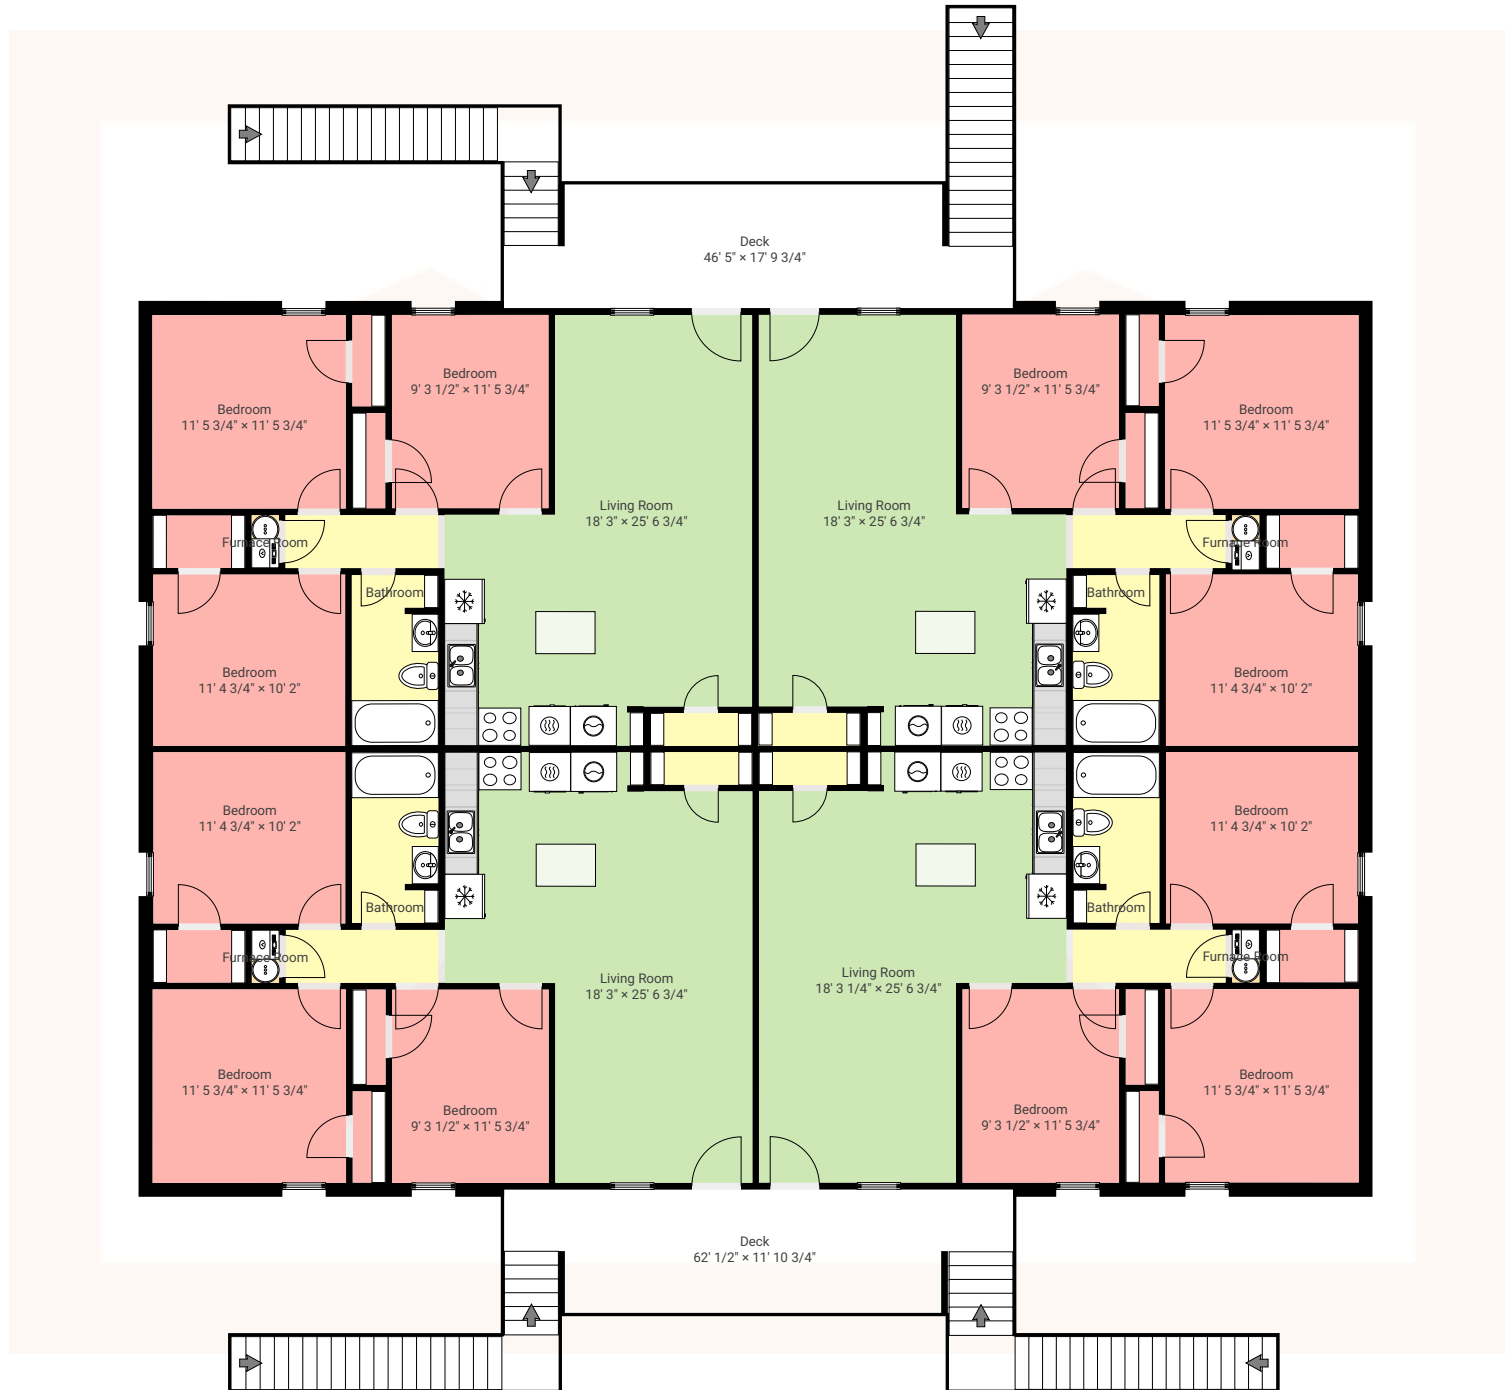 Deck
46' 5" × 17' 9 3/4"
Bedroom
11' 5 3/4" × 11' 5 3/4"
Bedroom
9' 3 1/2" × 11' 5 3/4"
Bedroom
9' 3 1/2" × 11' 5 3/4"
Bedroom
11' 5 3/4" × 11' 5 3/4"
Living Room
18' 3" × 25' 6 3/4"
Living Room
18' 3" × 25' 6 3/4"
Furnace Room
Furnace Room
Bathroom
Bathroom
Bedroom
11' 4 3/4" × 10' 2"
Bedroom
11' 4 3/4" × 10' 2"
Bedroom
11' 4 3/4" × 10' 2"
Bedroom
11' 4 3/4" × 10' 2"
Bathroom
Bathroom
Furnace Room
Furnace Room
Living Room
18' 3" × 25' 6 3/4"
Living Room
18' 3 1/4" × 25' 6 3/4"
Bedroom
11' 5 3/4" × 11' 5 3/4"
Bedroom
9' 3 1/2" × 11' 5 3/4"
Bedroom
9' 3 1/2" × 11' 5 3/4"
Bedroom
11' 5 3/4" × 11' 5 3/4"
Deck
62' 1/2" × 11' 10 3/4"